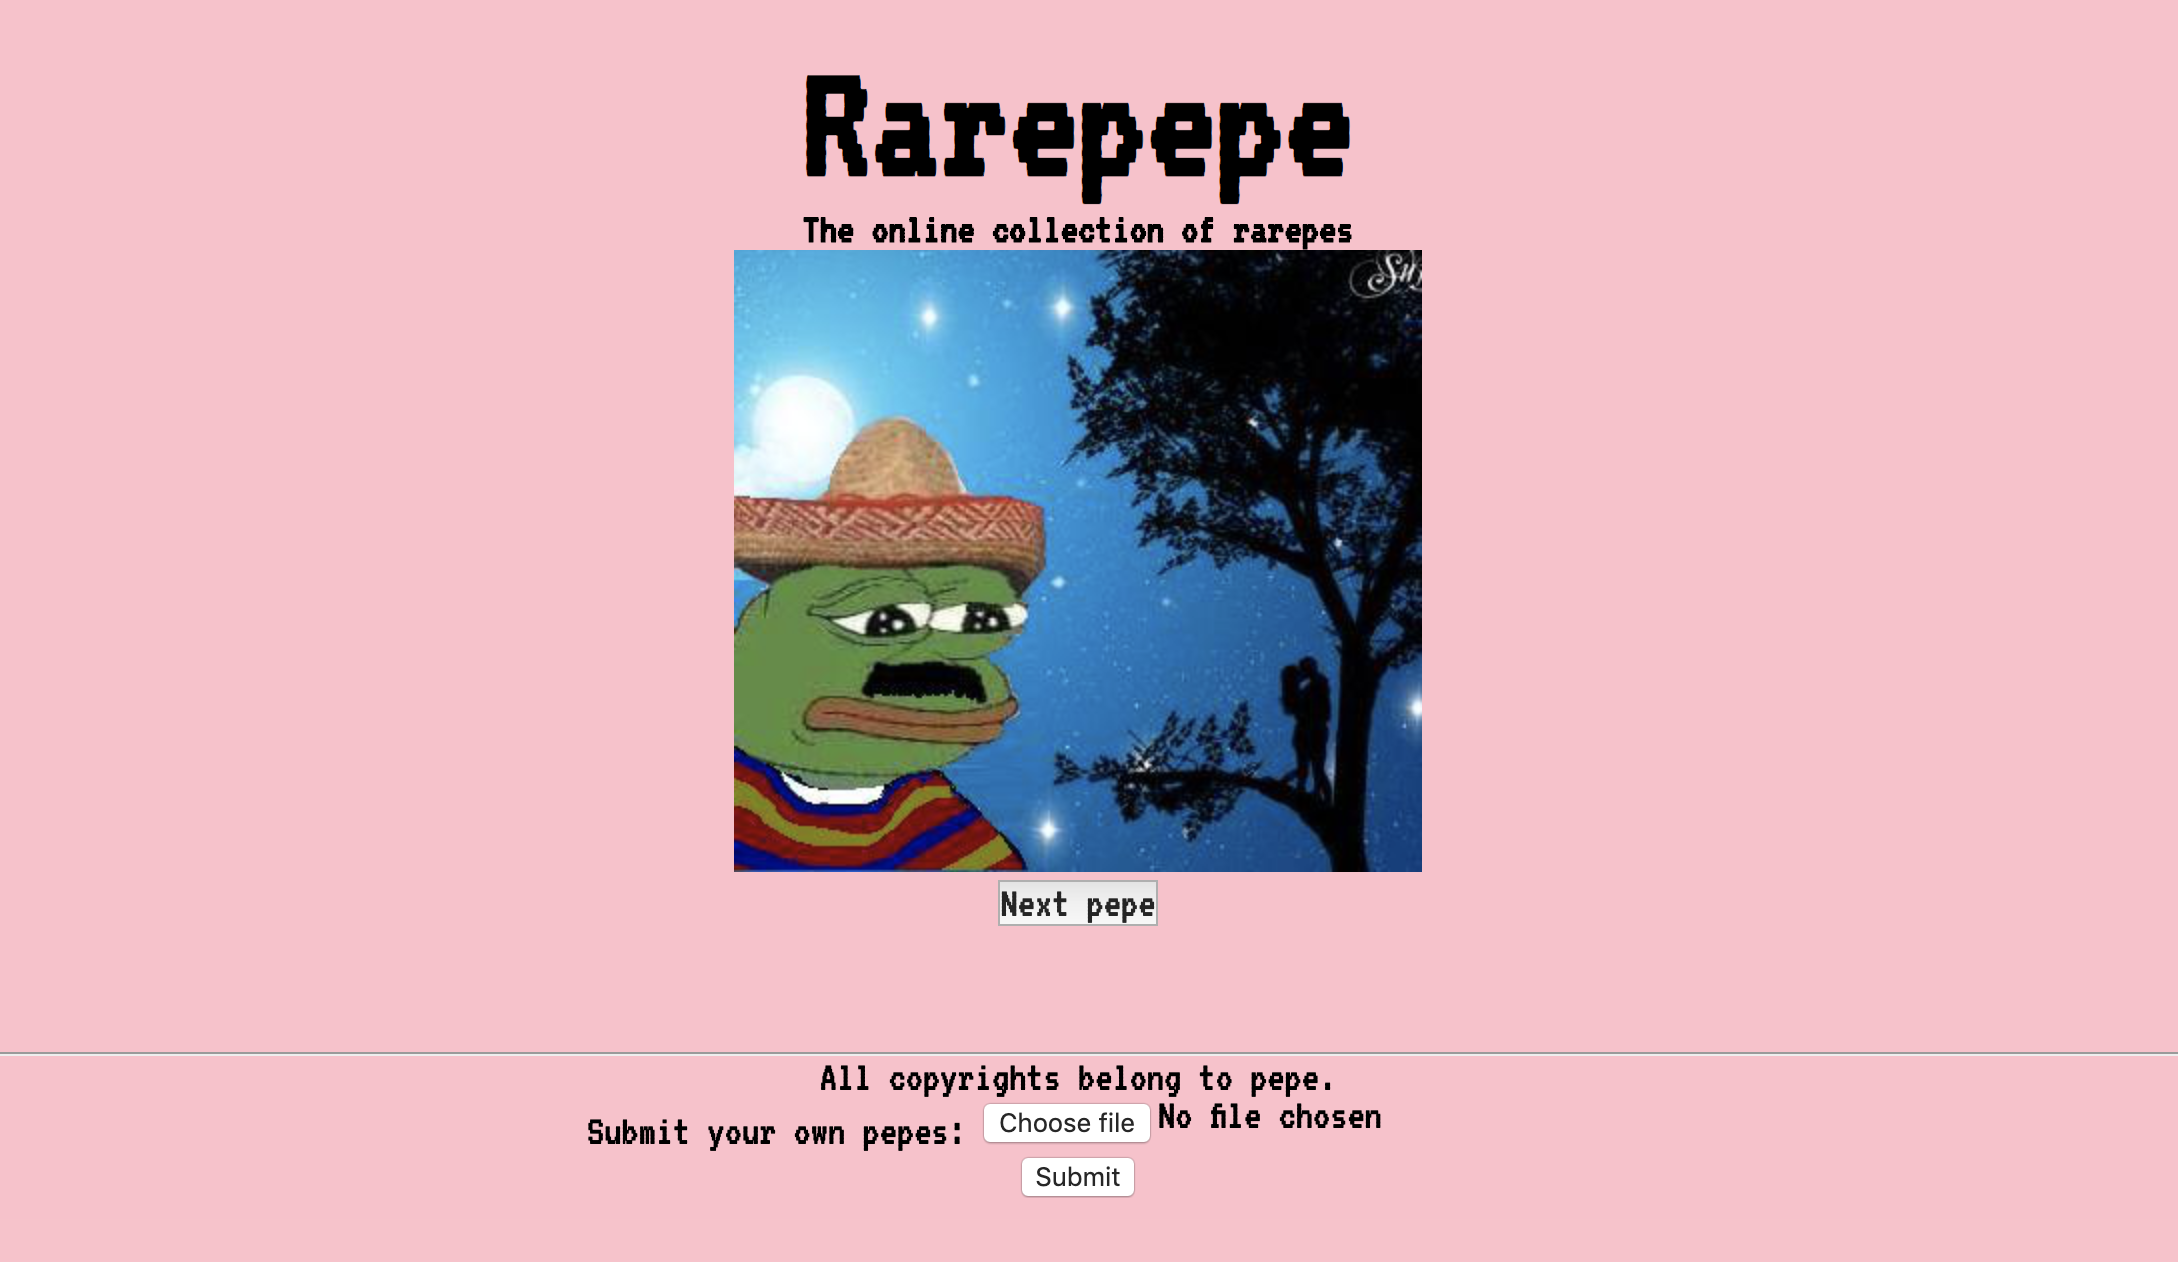 Rarepepe
The online collection of rarepes
Next pepe
All copyrights belong to pepe.
Submit your own pepes: Choose file No file chosen
Submit